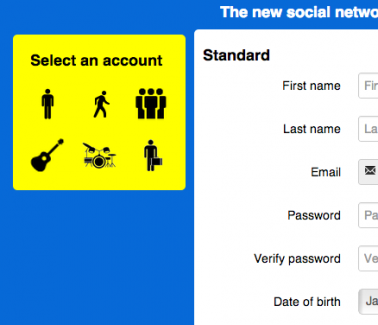 The new social netwo
Select an account
Standard
First name Fir
Last name La
Email
Password Pa
Verify password Ve
Date of birth Ja